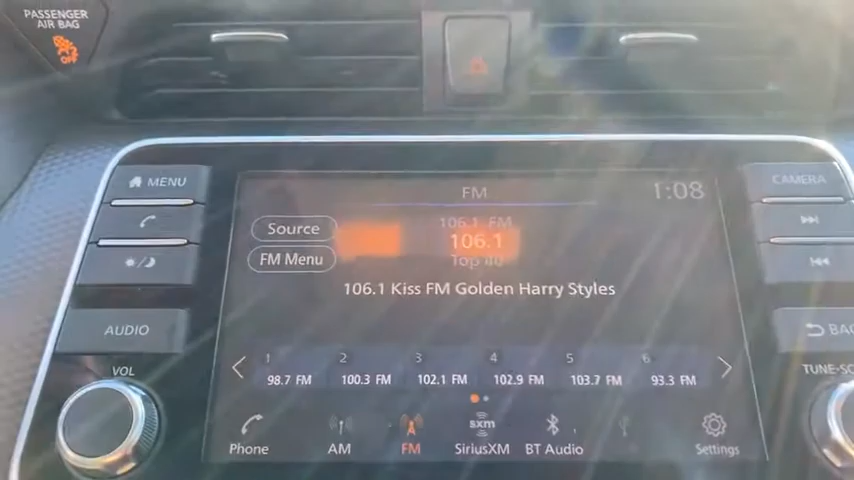 PASSENGER
AIR BAG
OFF
MENU
FM
1:08
CAMERA
Source
106.1 FM
106.1
FM Menu
Top 40
106.1 Kiss FM Golden Harry Styles
AUDIO
BAC
VOL
TUNE-SC
1 2 3 4 5 6
98.7 FM 100.3 FM 102.1 FM 102.9 FM 103.7 FM 93.3 FM
sxm
Phone AM FM SiriusXM BT Audio Settings